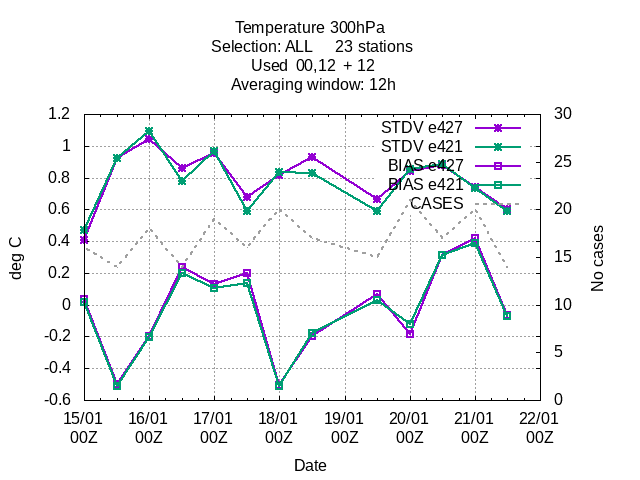 Temperature 300hPa
Selection: ALL 23 stations
Used 00,12 + 12
Averaging window: 12h
1.2
1
0.8
0.6
0.4
0.2
0
-0.2
-0.4
-0.6
deg C
30
25
20
15
10
5
0
No cases
STDV e427
STDV e421
BIAS e427
BIAS e421
CASES
15/01 16/01 17/01 18/01 19/01 20/01 21/01 22/01
00Z 00Z 00Z 00Z 00Z 00Z 00Z 00Z
Date